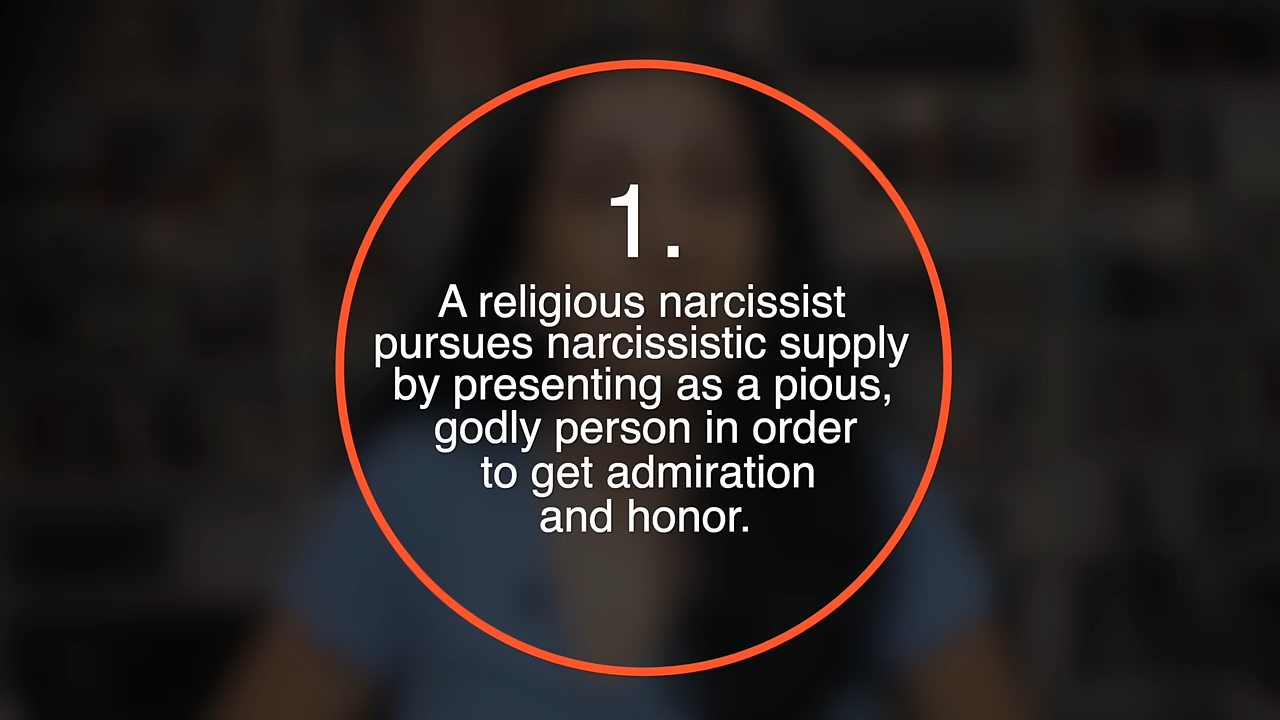 1.
A religious narcissist
pursues narcissistic supply
by presenting as a pious,
godly person in order
to get admiration
and honor.